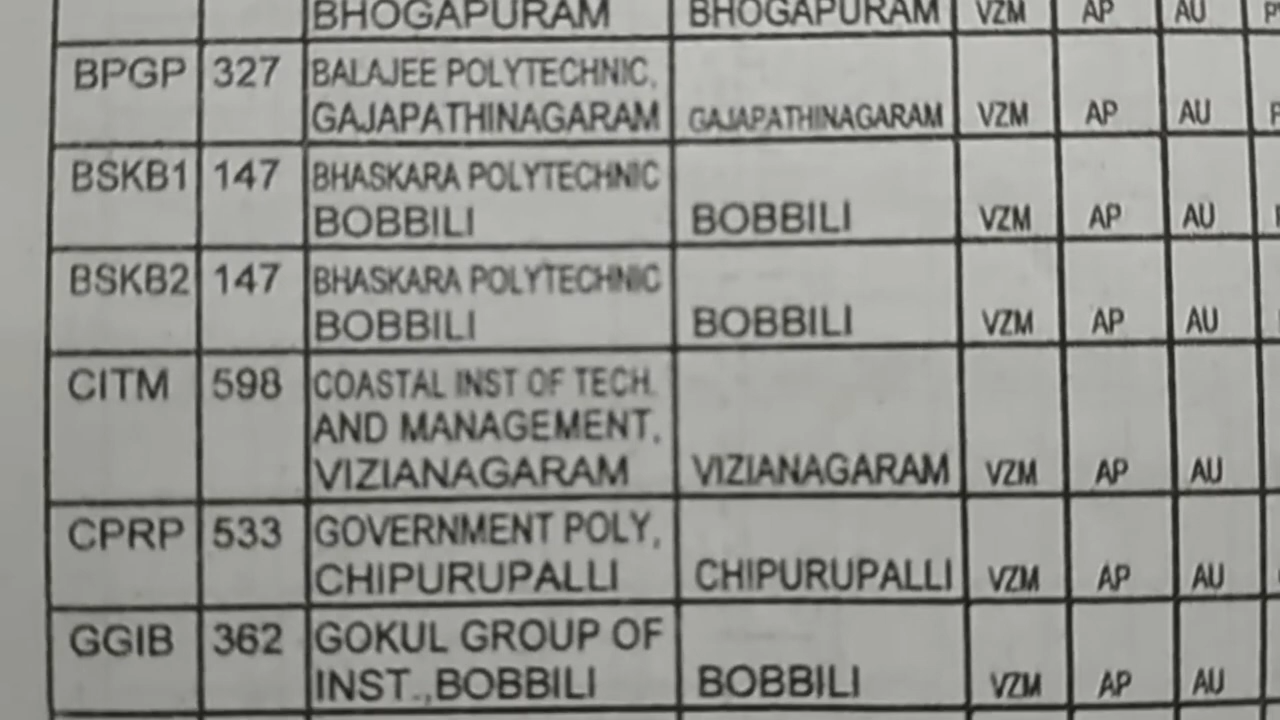 BHOGAPURAM BHOGAPURAM VZM AP AU
BPGP 327 BALAJEE POLYTECHNIC,
GAJAPATHINAGARAM GAJAPATHINAGARAM VZM AP AU
BSKB1 147 BHASKARA POLYTECHNIC
BOBBILI BOBBILI VZM AP AU
BSKB2 147 BHASKARA POLYTECHNIC
BOBBILI BOBBILI VZM AP AU
CITM 598 COASTAL INST OF TECH.
AND MANAGEMENT,
VIZIANAGARAM VIZIANAGARAM VZM AP AU
CPRP 533 GOVERNMENT POLY,
CHIPURUPALLI CHIPURUPALLI VZM AP AU
GGIB 362 GOKUL GROUP OF
INST.,BOBBILI BOBBILI VZM AP AU